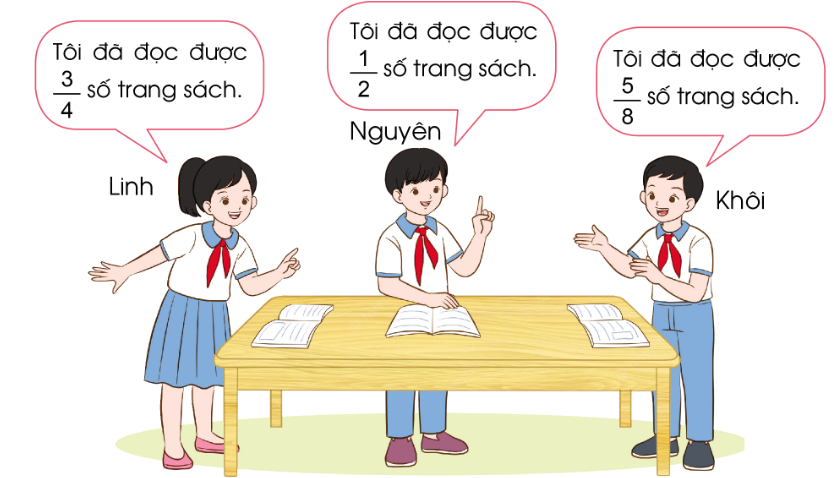 Tôi đã đọc được
3/4 số trang sách.
Linh
Tôi đã đọc được
1/2 số trang sách.
Nguyên
Tôi đã đọc được
5/8 số trang sách.
Khôi